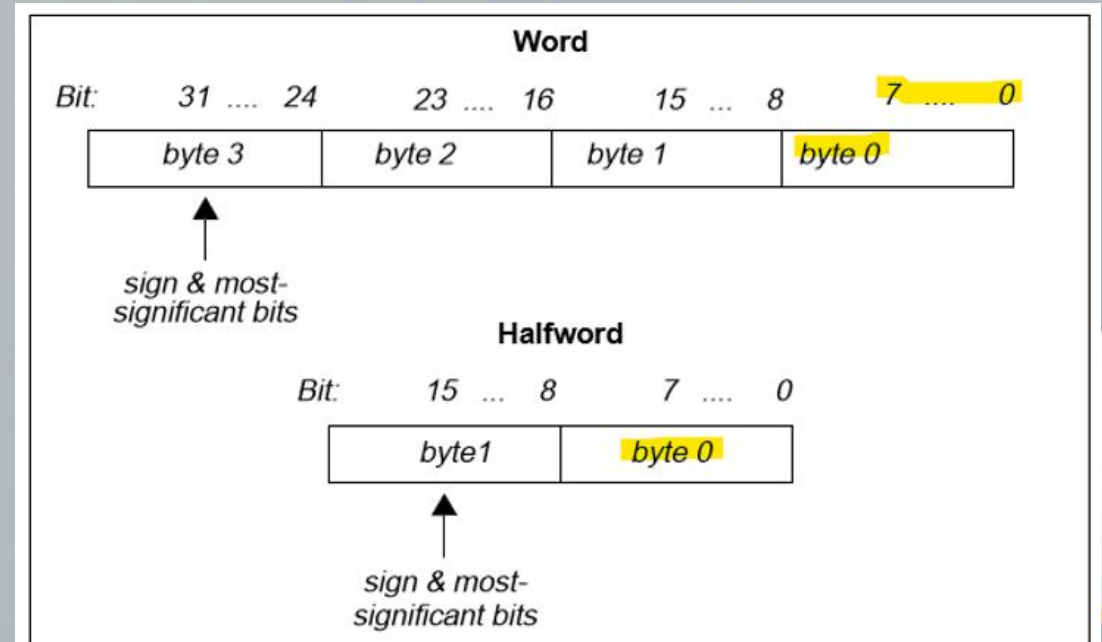 Word
Bit: 31 .... 24 23 .... 16 15 ... 8 7 .... 0
byte 3 byte 2 byte 1 byte 0
sign & most-
significant bits
Halfword
Bit: 15 ... 8 7 .... 0
byte1 byte 0
sign & most-
significant bits